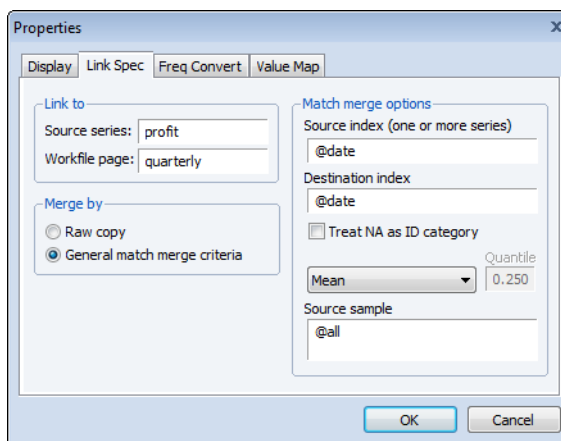 Properties
x
Display Link Spec Freq Convert Value Map
Link to
Source series: profit
Workfile page: quarterly
Merge by
Raw copy
General match merge criteria
Match merge options
Source index (one or more series)
@date
Destination index
@date
Treat NA as ID category
Quantile
Mean 0.250
Source sample
@all
OK Cancel